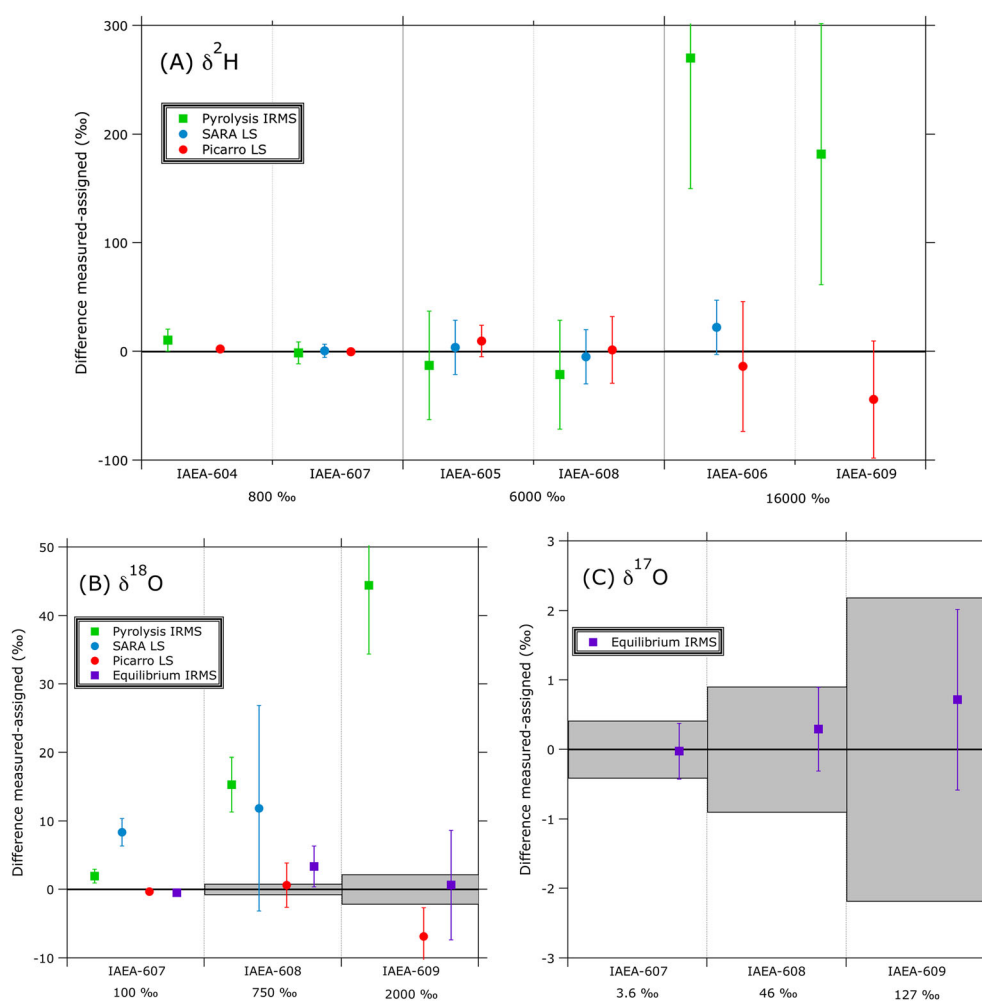 (A) δ²H
Difference measured-assigned (‰)
300
200
100
0
-100
Pyrolysis IRMS
SARA LS
Picarro LS
IAEA-604 IAEA-607 IAEA-605 IAEA-608 IAEA-606 IAEA-609
800 ‰ 6000 ‰ 16000 ‰
(B) δ¹⁸O
Difference measured-assigned (‰)
50
40
30
20
10
0
-10
Pyrolysis IRMS
SARA LS
Picarro LS
Equilibrium IRMS
IAEA-607 IAEA-608 IAEA-609
100 ‰ 750 ‰ 2000 ‰
(C) δ¹⁷O
Difference measured-assigned (‰)
3
2
1
0
-1
-2
-3
Equilibrium IRMS
IAEA-607 IAEA-608 IAEA-609
3.6 ‰ 46 ‰ 127 ‰